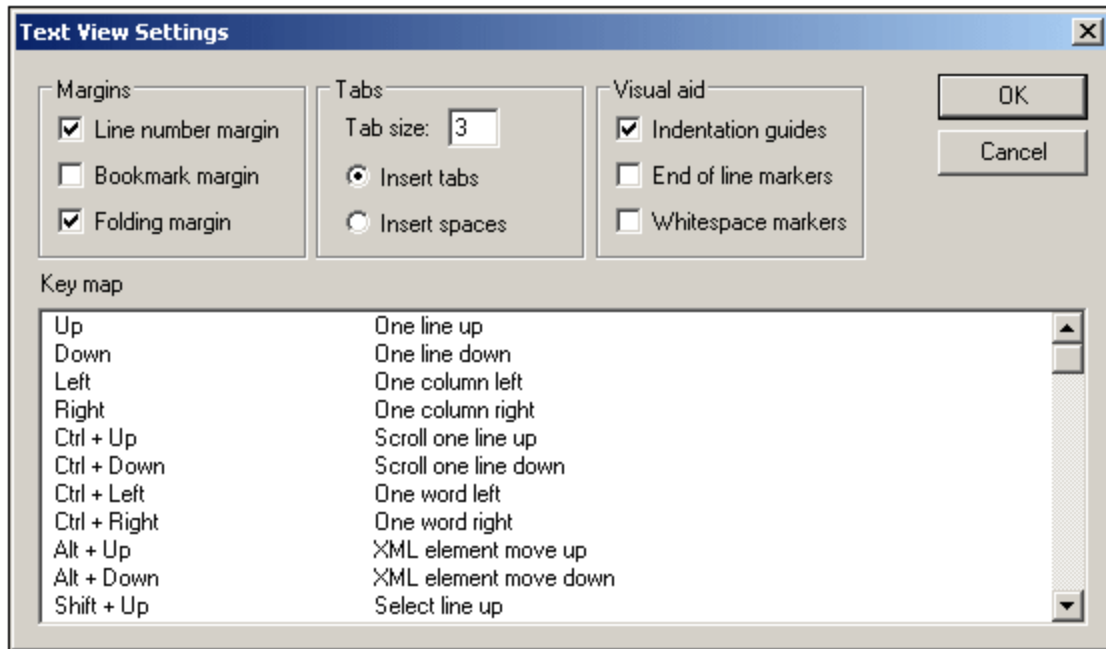 Text View Settings
Margins
Line number margin
Bookmark margin
Folding margin
Tabs
Tab size: 3
Insert tabs
Insert spaces
Visual aid
Indentation guides
End of line markers
Whitespace markers
OK
Cancel
Key map
Up One line up
Down One line down
Left One column left
Right One column right
Ctrl + Up Scroll one line up
Ctrl + Down Scroll one line down
Ctrl + Left One word left
Ctrl + Right One word right
Alt + Up XML element move up
Alt + Down XML element move down
Shift + Up Select line up